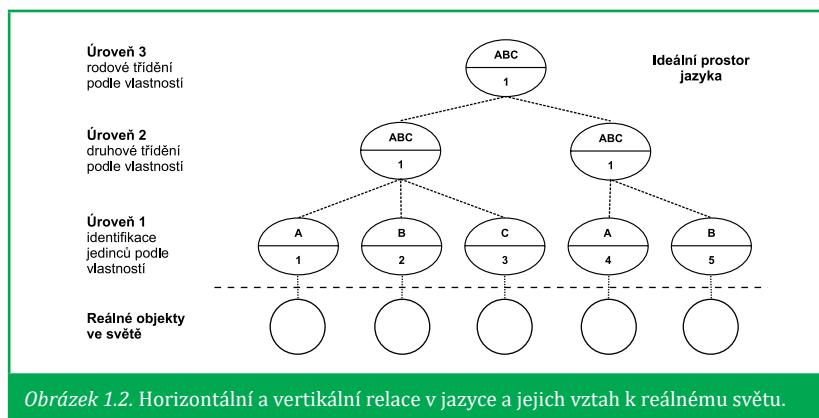 Úroveň 3
rodové třídění
podle vlastností
ABC
1
Ideální prostor
jazyka
Úroveň 2
druhové třídění
podle vlastností
ABC
1
ABC
1
Úroveň 1
identifikace
jedinců podle
vlastností
A
1
B
2
C
3
A
4
B
5
Reálné objekty
ve světě
Obrázek 1.2. Horizontální a vertikální relace v jazyce a jejich vztah k reálnému světu.